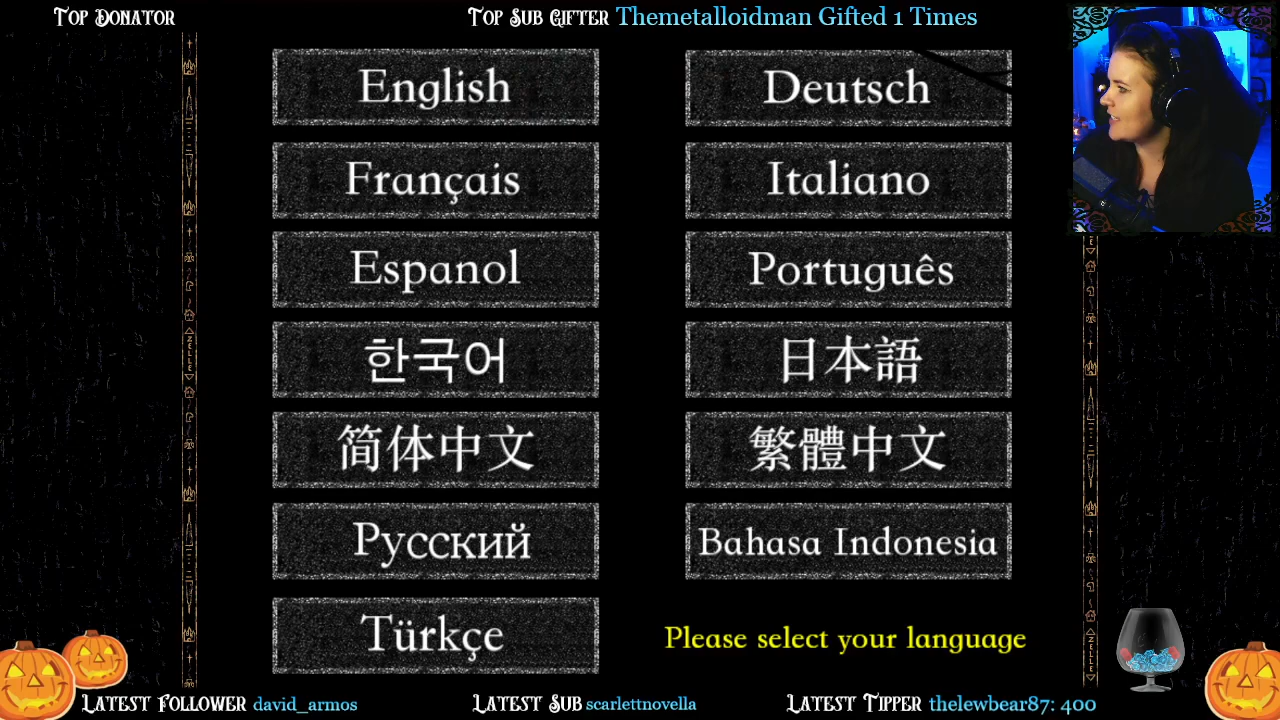 Top Donator
Top Sub Gifter Themetalloidman Gifted 1 Times
English
Deutsch
Français
Italiano
Espanol
Português
한국어
日本語
简体中文
繁體中文
Русский
Bahasa Indonesia
Türkçe
Please select your language
ZELLE
ZELLE
Latest Follower david_armos
Latest Sub scarlettnovella
Latest Tipper thelewbear87: 400